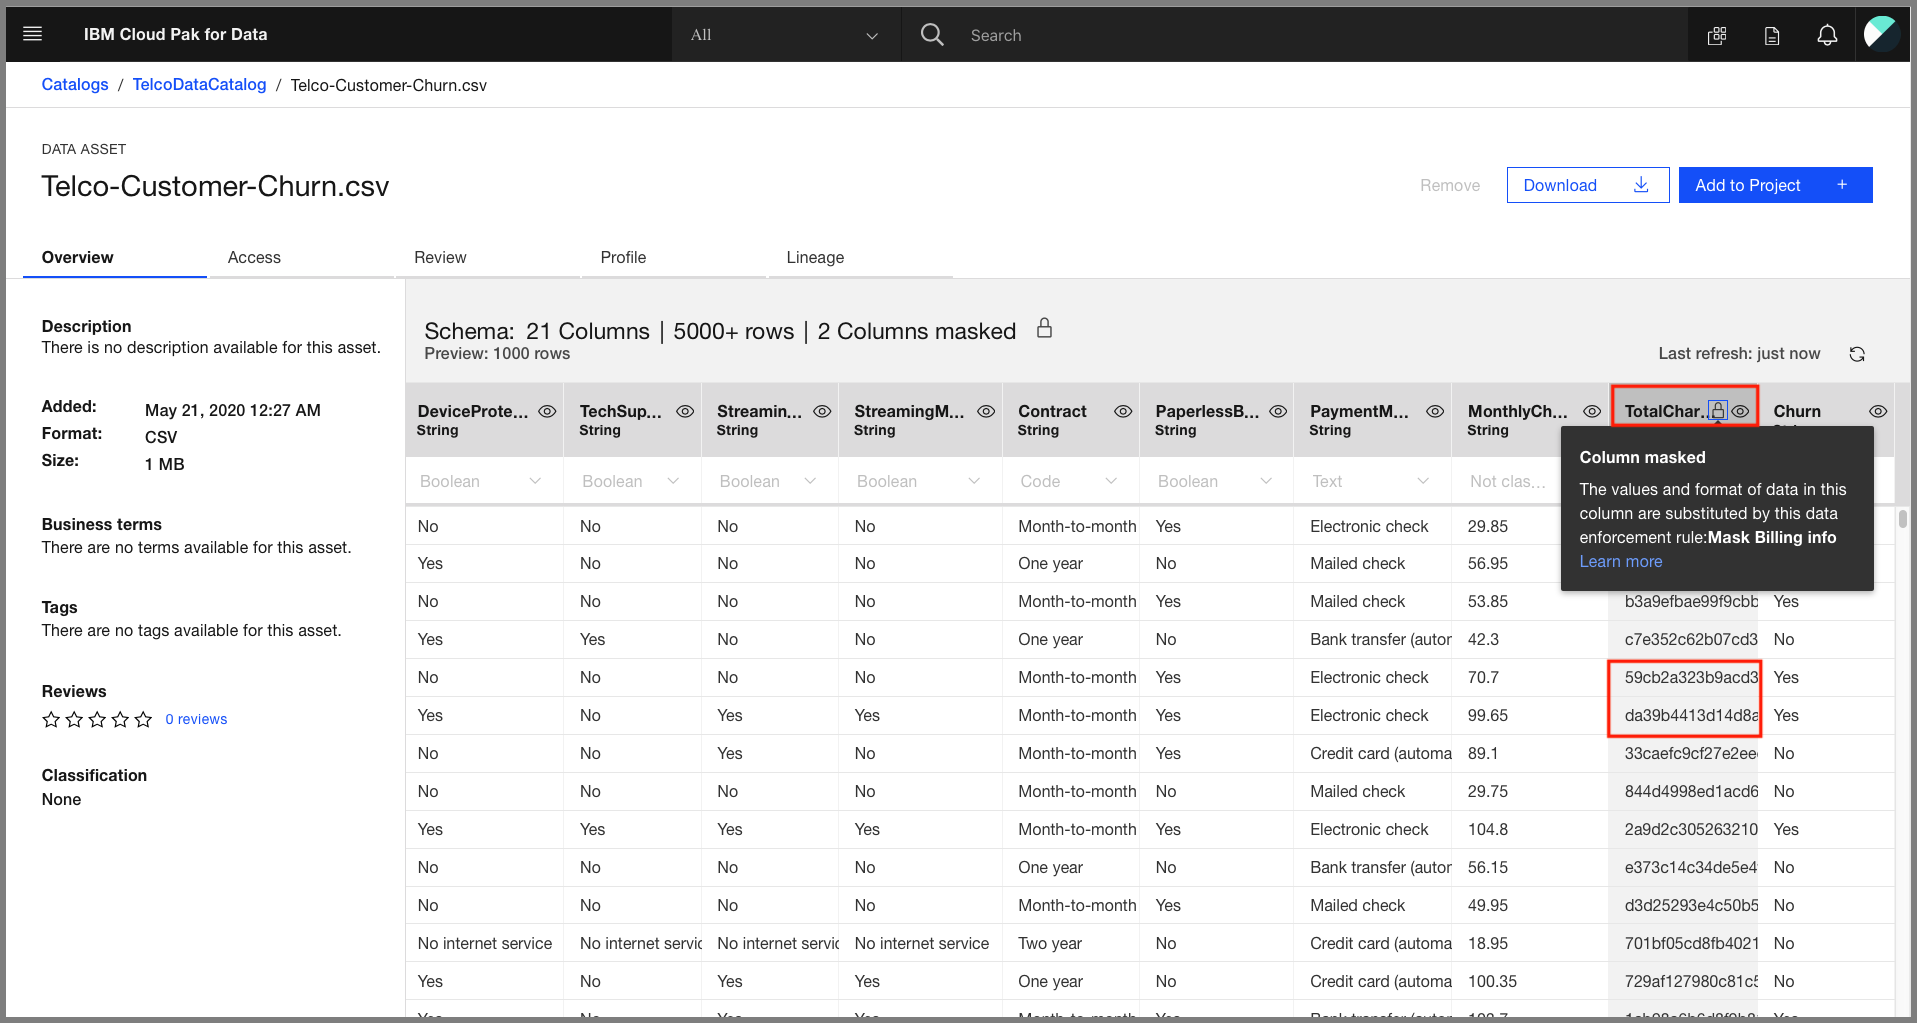 IBM Cloud Pak for Data
All
Search
Catalogs / TelcoDataCatalog / Telco-Customer-Churn.csv
DATA ASSET
Telco-Customer-Churn.csv
Remove
Download
Add to Project +
Overview
Access
Review
Profile
Lineage
Description
There is no description available for this asset.
Added: May 21, 2020 12:27 AM
Format: CSV
Size: 1 MB
Business terms
There are no terms available for this asset.
Tags
There are no tags available for this asset.
Reviews
0 reviews
Classification
None
Schema: 21 Columns | 5000+ rows | 2 Columns masked
Preview: 1000 rows
Last refresh: just now
DeviceProte... TechSup... Streamin... StreamingM... Contract PaperlessB... PaymentM... MonthlyCh... TotalChar... Churn
String String String String String String String String
Boolean Boolean Boolean Boolean Code Boolean Text Not clas...
Column masked
The values and format of data in this
column are substituted by this data
enforcement rule:Mask Billing info
Learn more
No No No No Month-to-month Yes Electronic check 29.85
Yes No No No One year No Mailed check 56.95
No No No No Month-to-month Yes Mailed check 53.85 b3a9efbae99f9cbb Yes
Yes Yes No No One year No Bank transfer (autor 42.3 c7e352c62b07cd3 No
No No No No Month-to-month Yes Electronic check 70.7 59cb2a323b9acd3 Yes
Yes No Yes Yes Month-to-month Yes Electronic check 99.65 da39b4413d14d8a Yes
No No Yes No Month-to-month Yes Credit card (automa 89.1 33caefc9cf27e2ee No
No No No No Month-to-month No Mailed check 29.75 844d4998ed1acd6 No
Yes Yes Yes Yes Month-to-month Yes Electronic check 104.8 2a9d2c305263210 Yes
No No No No One year No Bank transfer (autor 56.15 e373c14c34de5e4 No
No No No No Month-to-month Yes Mailed check 49.95 d3d25293e4c50b5 No
No internet service No internet servic No internet servic No internet service Two year No Credit card (automa 18.95 701bf05cd8fb4021 No
Yes No Yes Yes One year No Credit card (automa 100.35 729af127980c81c5 No